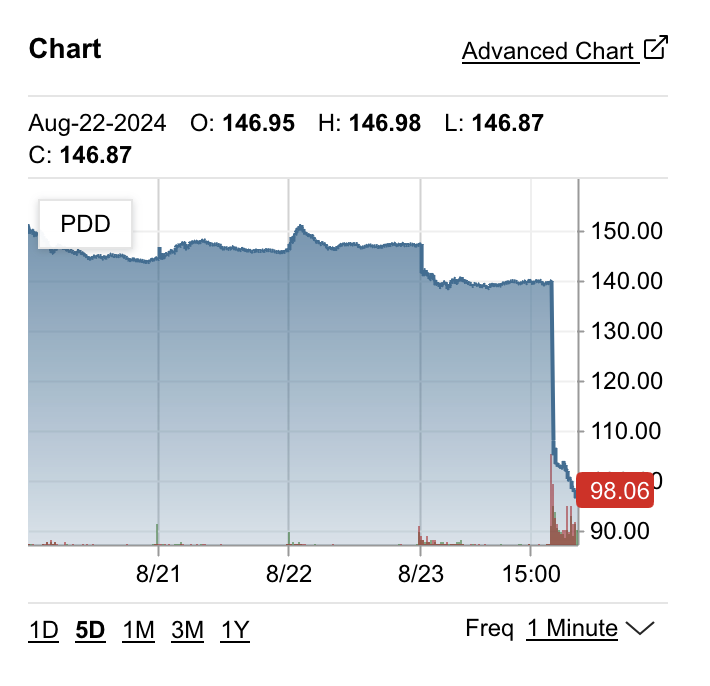 Chart Advanced Chart
Aug-22-2024 O: 146.95 H: 146.98 L: 146.87
C: 146.87
PDD
150.00
140.00
130.00
120.00
110.00
98.06
90.00
8/21 8/22 8/23 15:00
1D 5D 1M 3M 1Y Freq 1 Minute